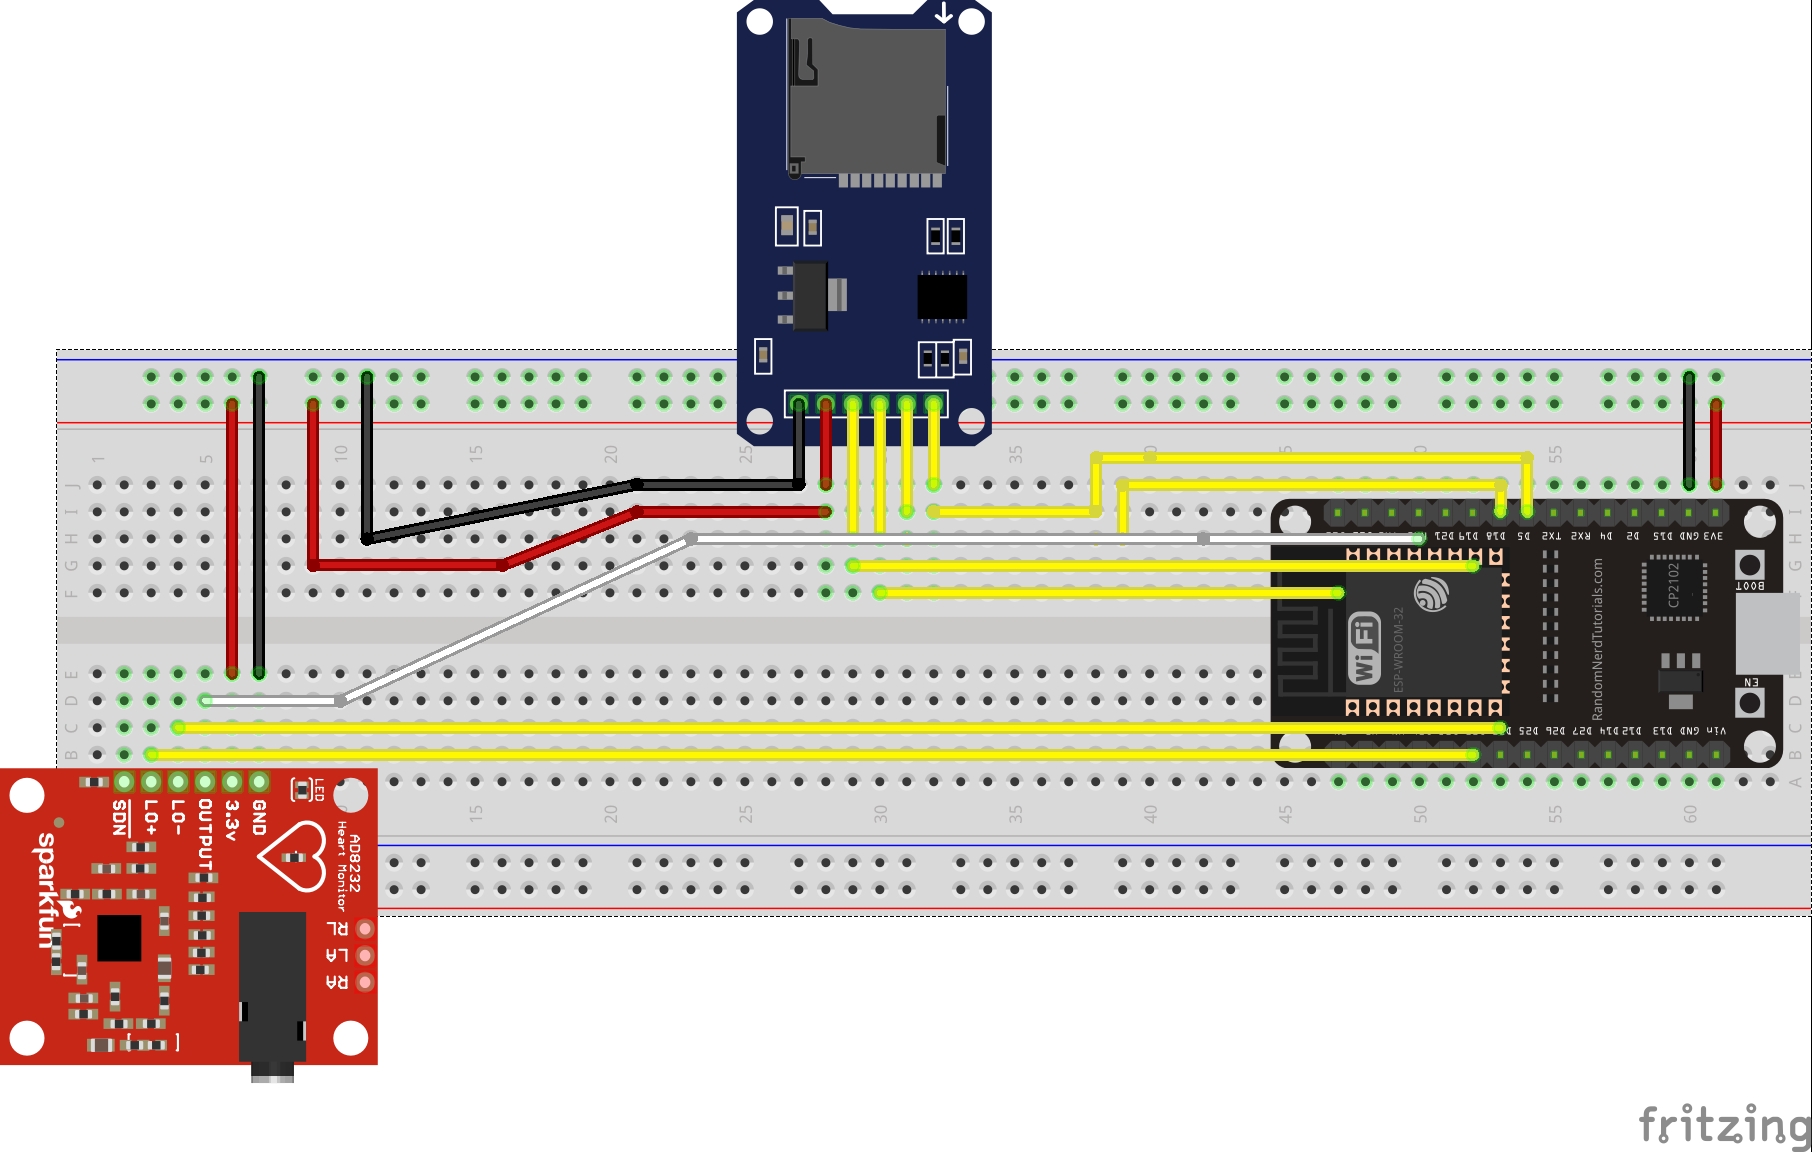 1
5
10
15
20
25
35
55
J
J
I
I
H
H
G
G
F
E
D
D
C
C
B
B
A
D21 D19 D18 D5 TX2 RX2 D4 D2 D15 GND 3V3
BOOT
CP2102
WiFi
ESP-WROOM-32
RandomNerdTutorials.com
EN
D25 D26 D27 D14 D12 D13 GND Vin
SDN
LO+
LO-
OUTPUT
3.3v
GND
LED
AD8232
Heart Monitor
sparkfun
RL
LA
RA
15
20
25
30
35
40
45
50
55
60
fritzing